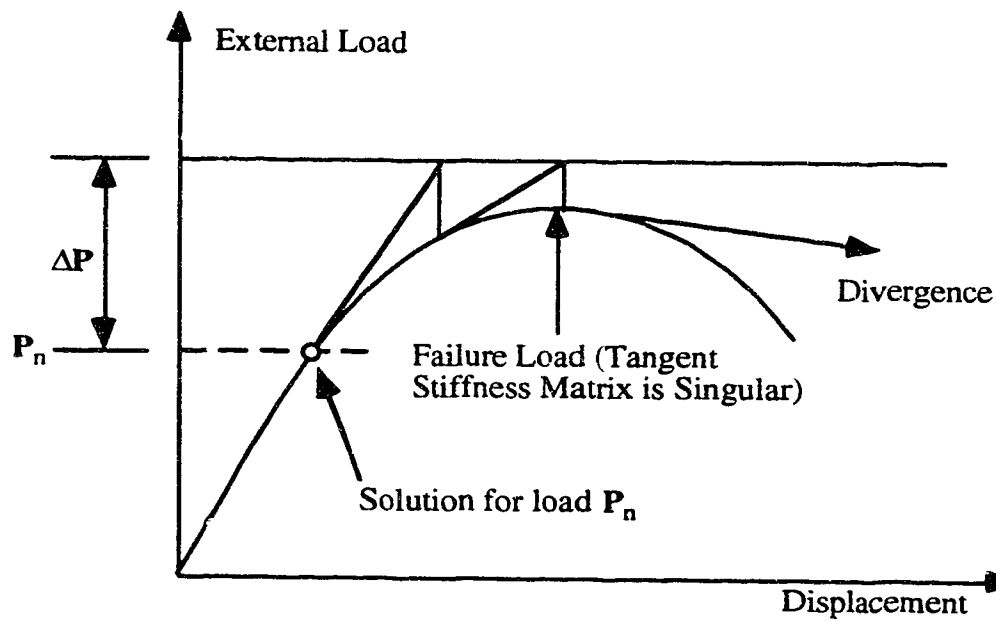 External Load
ΔP
Divergence
Pn
Failure Load (Tangent
Stiffness Matrix is Singular)
Solution for load Pn
Displacement